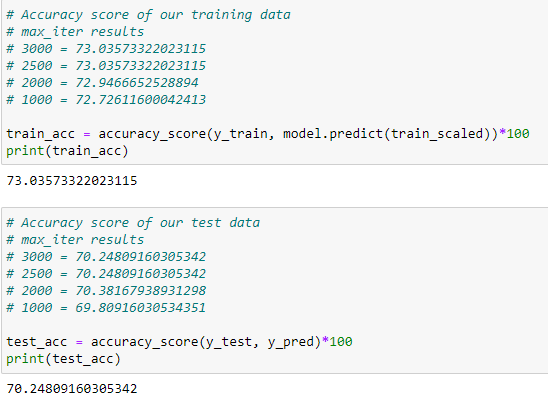 # Accuracy score of our training data
# max_iter results
# 3000 = 73.03573322023115
# 2500 = 73.03573322023115
# 2000 = 72.9466652528894
# 1000 = 72.72611600042413
train_acc = accuracy_score(y_train, model.predict(train_scaled))*100
print(train_acc)
73.03573322023115
# Accuracy score of our test data
# max_iter results
# 3000 = 70.24809160305342
# 2500 = 70.24809160305342
# 2000 = 70.38167938931298
# 1000 = 69.80916030534351
test_acc = accuracy_score(y_test, y_pred)*100
print(test_acc)
70.24809160305342